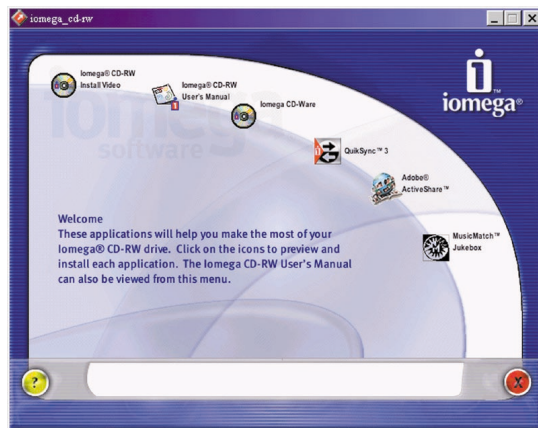 iomega_cd-rw
Iomega® CD-RW
Install Video
Iomega® CD-RW
User's Manual
Iomega CD-Ware
QuikSync™ 3
Adobe®
ActiveShare™
MusicMatch™
Jukebox
iomega®
™
iomega
software
Welcome
These applications will help you make the most of your
Iomega® CD-RW drive. Click on the icons to preview and
install each application. The Iomega CD-RW User's Manual
can also be viewed from this menu.
?
X